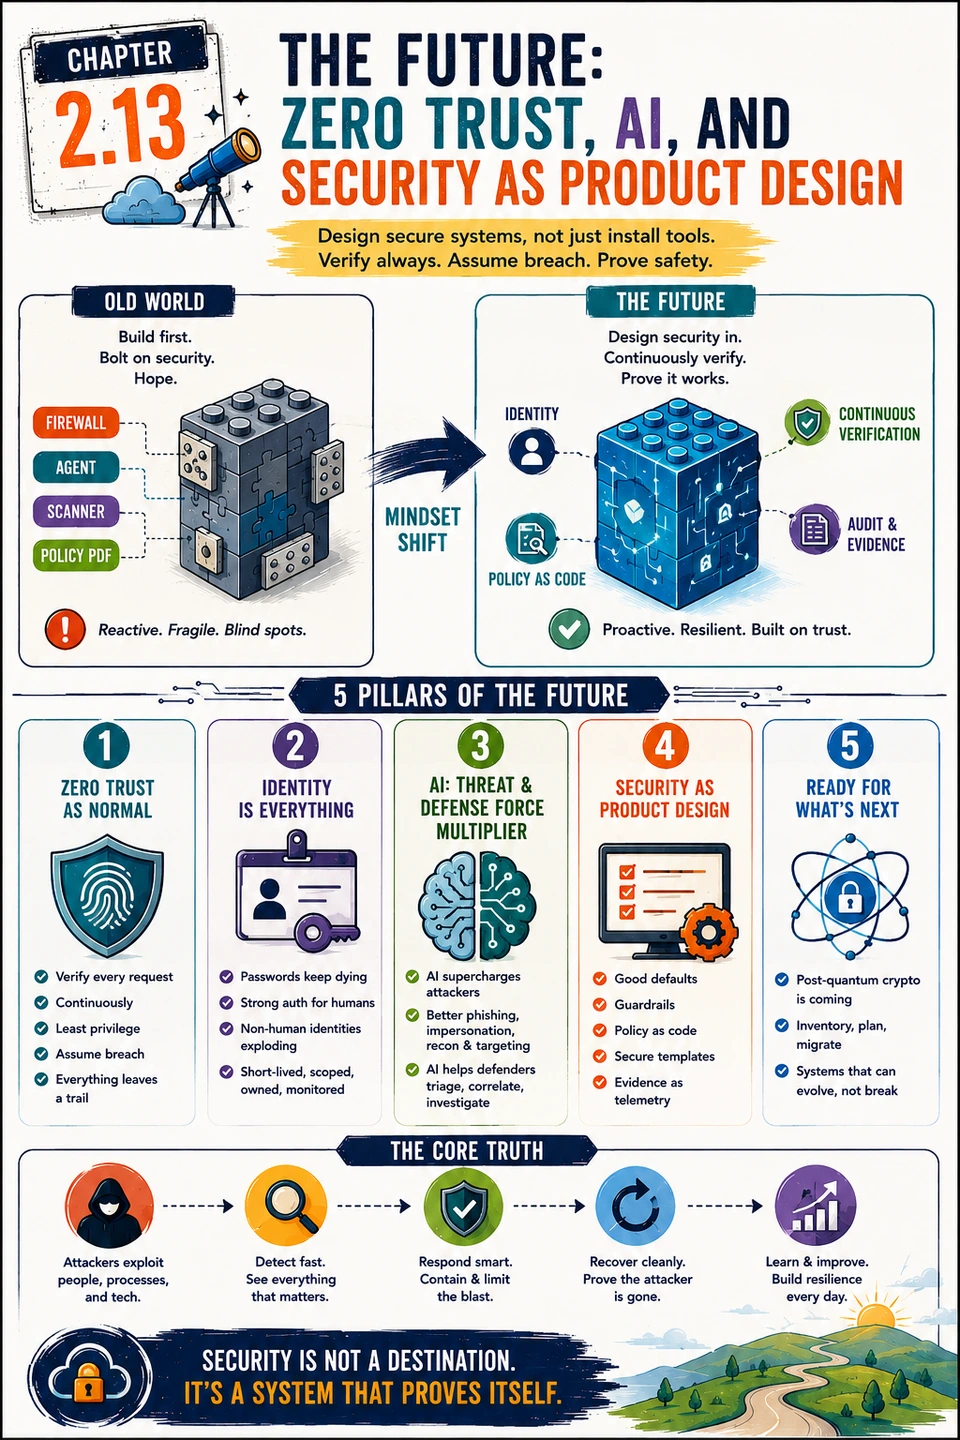 CHAPTER
2.13
THE FUTURE:
ZERO TRUST, AI, AND
SECURITY AS PRODUCT DESIGN
Design secure systems, not just install tools.
Verify always. Assume breach. Prove safety.
OLD WORLD
Build first.
Bolt on security.
Hope.
FIREWALL
AGENT
SCANNER
POLICY PDF
Reactive. Fragile. Blind spots.
MINDSET
SHIFT
THE FUTURE
Design security in.
Continuously verify.
Prove it works.
IDENTITY
CONTINUOUS
VERIFICATION
POLICY AS CODE
AUDIT &
EVIDENCE
Proactive. Resilient. Built on trust.
5 PILLARS OF THE FUTURE
1
ZERO TRUST
AS NORMAL
Verify every request
Continuously
Least privilege
Assume breach
Everything leaves
a trail
2
IDENTITY
IS EVERYTHING
Passwords keep dying
Strong auth for humans
Non-human identities
exploding
Short-lived, scoped,
owned, monitored
3
AI: THREAT &
DEFENSE FORCE
MULTIPLIER
AI supercharges
attackers
Better phishing,
impersonation,
recon & targeting
AI helps defenders
triage, correlate,
investigate
4
SECURITY AS
PRODUCT DESIGN
Good defaults
Guardrails
Policy as code
Secure templates
Evidence as
telemetry
5
READY FOR
WHAT'S NEXT
Post-quantum crypto
is coming
Inventory, plan,
migrate
Systems that can
evolve, not break
THE CORE TRUTH
Attackers exploit
people, processes,
and tech.
Detect fast.
See everything
that matters.
Respond smart.
Contain & limit
the blast.
Recover cleanly.
Prove the attacker
is gone.
Learn & improve.
Build resilience
every day.
SECURITY IS NOT A DESTINATION.
IT'S A SYSTEM THAT PROVES ITSELF.